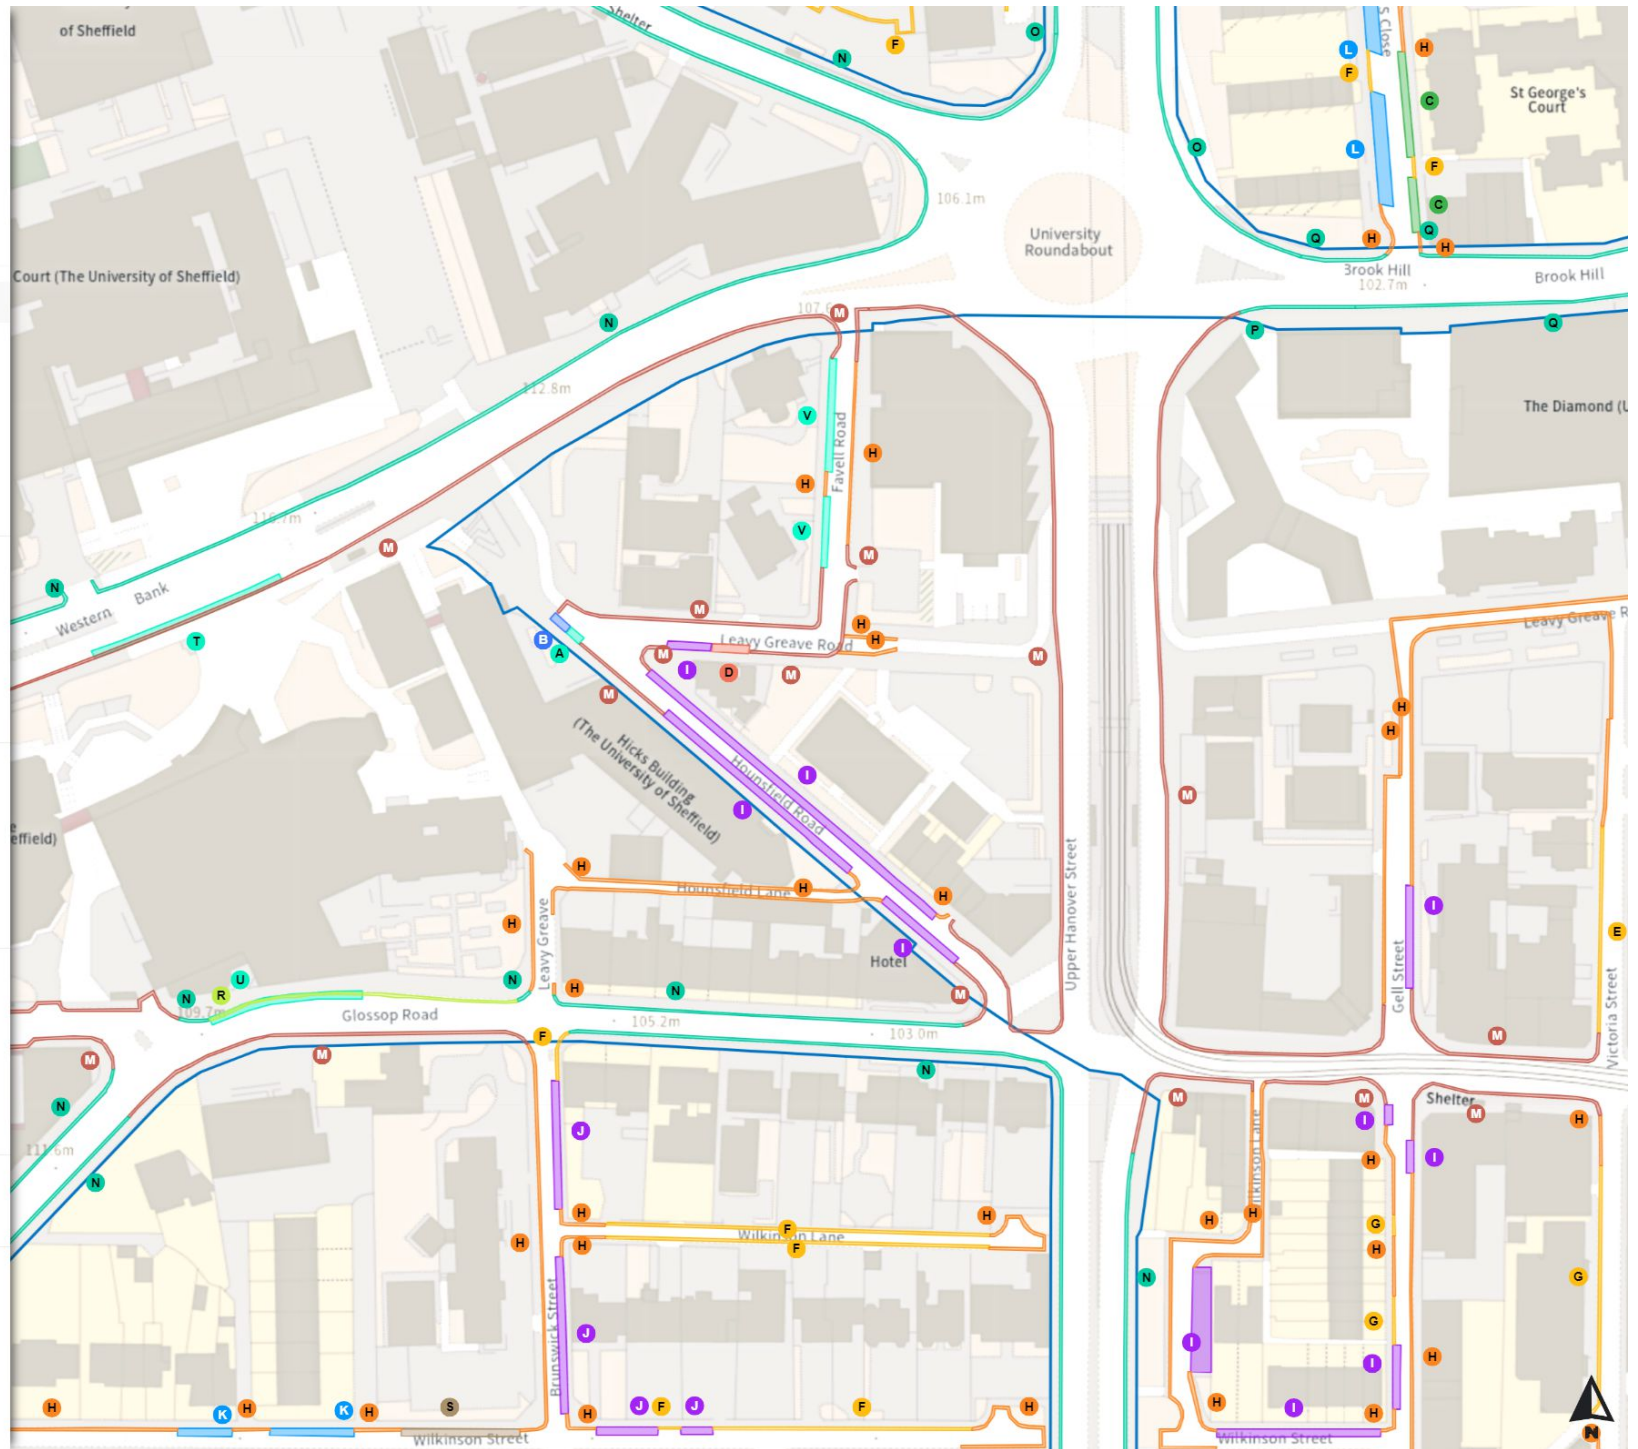 of Sheffield
Shelter
N
F
O
L
F
H
C
S Close
St George's
Court
O
L
F
C
Q
H
Q
H
106.1m
University
Roundabout
Brook Hill
102.7m
Brook Hill
Court (The University of Sheffield)
N
107.6
M
P
Q
112.8m
V
Favell Road
H
H
V
The Diamond (U
116.7m
M
M
N
Western Bank
T
M
H
H
Leavy Greave Road
B
A
M
I
D
M
M
M
Leavy Greave R
H
H
Hicks Building
(The University of Sheffield)
Hounsfield Road
I
I
M
effield)
H
Hounsfield Lane
H
H
H
Leavy Greave
I
Hotel
I
E
Upper Hanover Street
Gell Street
Victoria Street
N
R
U
N
H
N
M
109.7m
Glossop Road
105.2m
103.0m
M
M
M
F
N
N
111.6m
N
J
M
M
Shelter
M
H
I
I
Wilkinson Lane
H
H
H
F
Wilkinson Lane
H
F
H
H
H
G
H
N
G
G
Brunswick Street
J
I
I
H
H
K
H
K
H
S
Wilkinson Street
H
J
F
J
F
H
H
I
H
Wilkinson Street
N